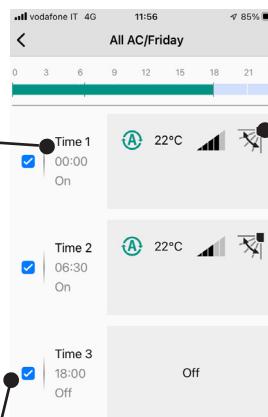 vodafone IT 4G 11:56 85%
All AC/Friday
0 3 6 9 12 15 18 21
Time 1
A 22°C
00:00
On
Time 2
A 22°C
06:30
On
Time 3
18:00
Off
Off